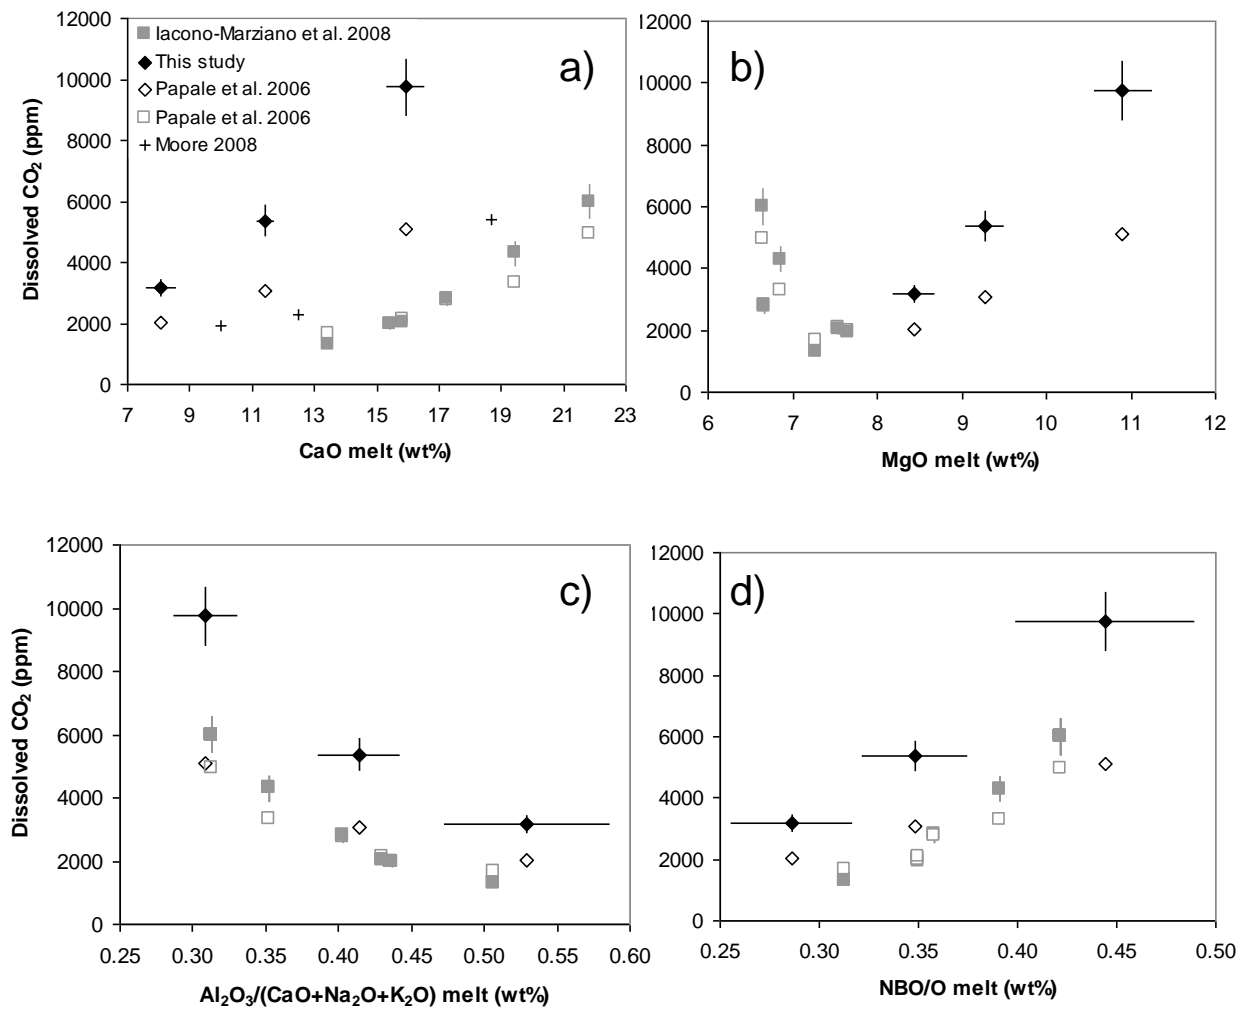 12000
10000
8000
6000
4000
2000
0
Dissolved CO₂ (ppm)
Iacono-Marziano et al. 2008
This study
Papale et al. 2006
Papale et al. 2006
Moore 2008
a)
7 9 11 13 15 17 19 21 23
CaO melt (wt%)
12000
10000
8000
6000
4000
2000
0
b)
6 7 8 9 10 11 12
MgO melt (wt%)
12000
10000
8000
6000
4000
2000
0
Dissolved CO₂ (ppm)
c)
0.25 0.30 0.35 0.40 0.45 0.50 0.55 0.60
Al₂O₃/(CaO+Na₂O+K₂O) melt (wt%)
12000
10000
8000
6000
4000
2000
0
d)
0.25 0.30 0.35 0.40 0.45 0.50
NBO/O melt (wt%)